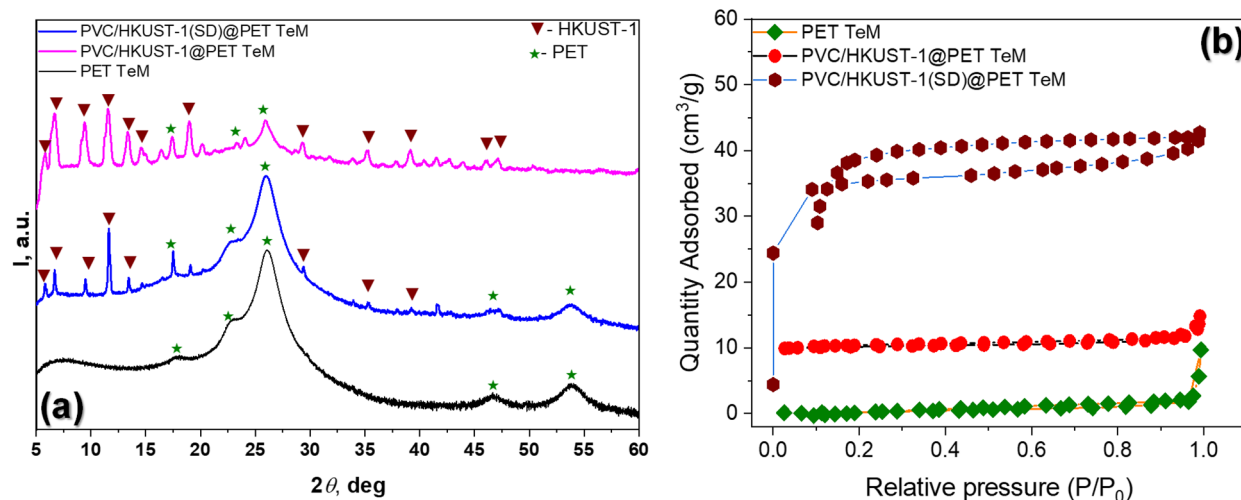 PVC/HKUST-1(SD)@PET TeM
PVC/HKUST-1@PET TeM
PET TeM
- HKUST-1
- PET
I, a.u.
(a)
5 10 15 20 25 30 35 40 45 50 55 60
2θ, deg
(b)
PET TeM
PVC/HKUST-1@PET TeM
PVC/HKUST-1(SD)@PET TeM
Quantity Adsorbed (cm³/g)
60
50
40
30
20
10
0
0.0 0.2 0.4 0.6 0.8 1.0
Relative pressure (P/P₀)